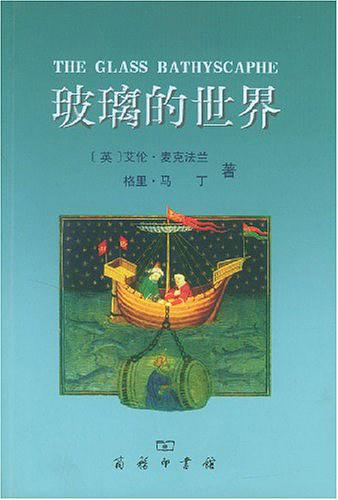 THE GLASS BATHYSCAPHE
玻璃的世界
〔英〕艾伦·麦克法兰
格里·马 丁 著
商务印书馆